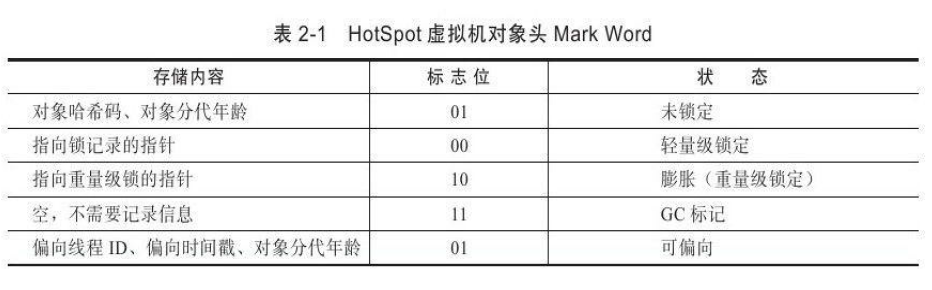 表 2-1 HotSpot 虚拟机对象头 Mark Word
存储内容 标志位 状态
对象哈希码、对象分代年龄 01 未锁定
指向锁记录的指针 00 轻量级锁定
指向重量级锁的指针 10 膨胀（重量级锁定）
空，不需要记录信息 11 GC 标记
偏向线程 ID、偏向时间戳、对象分代年龄 01 可偏向